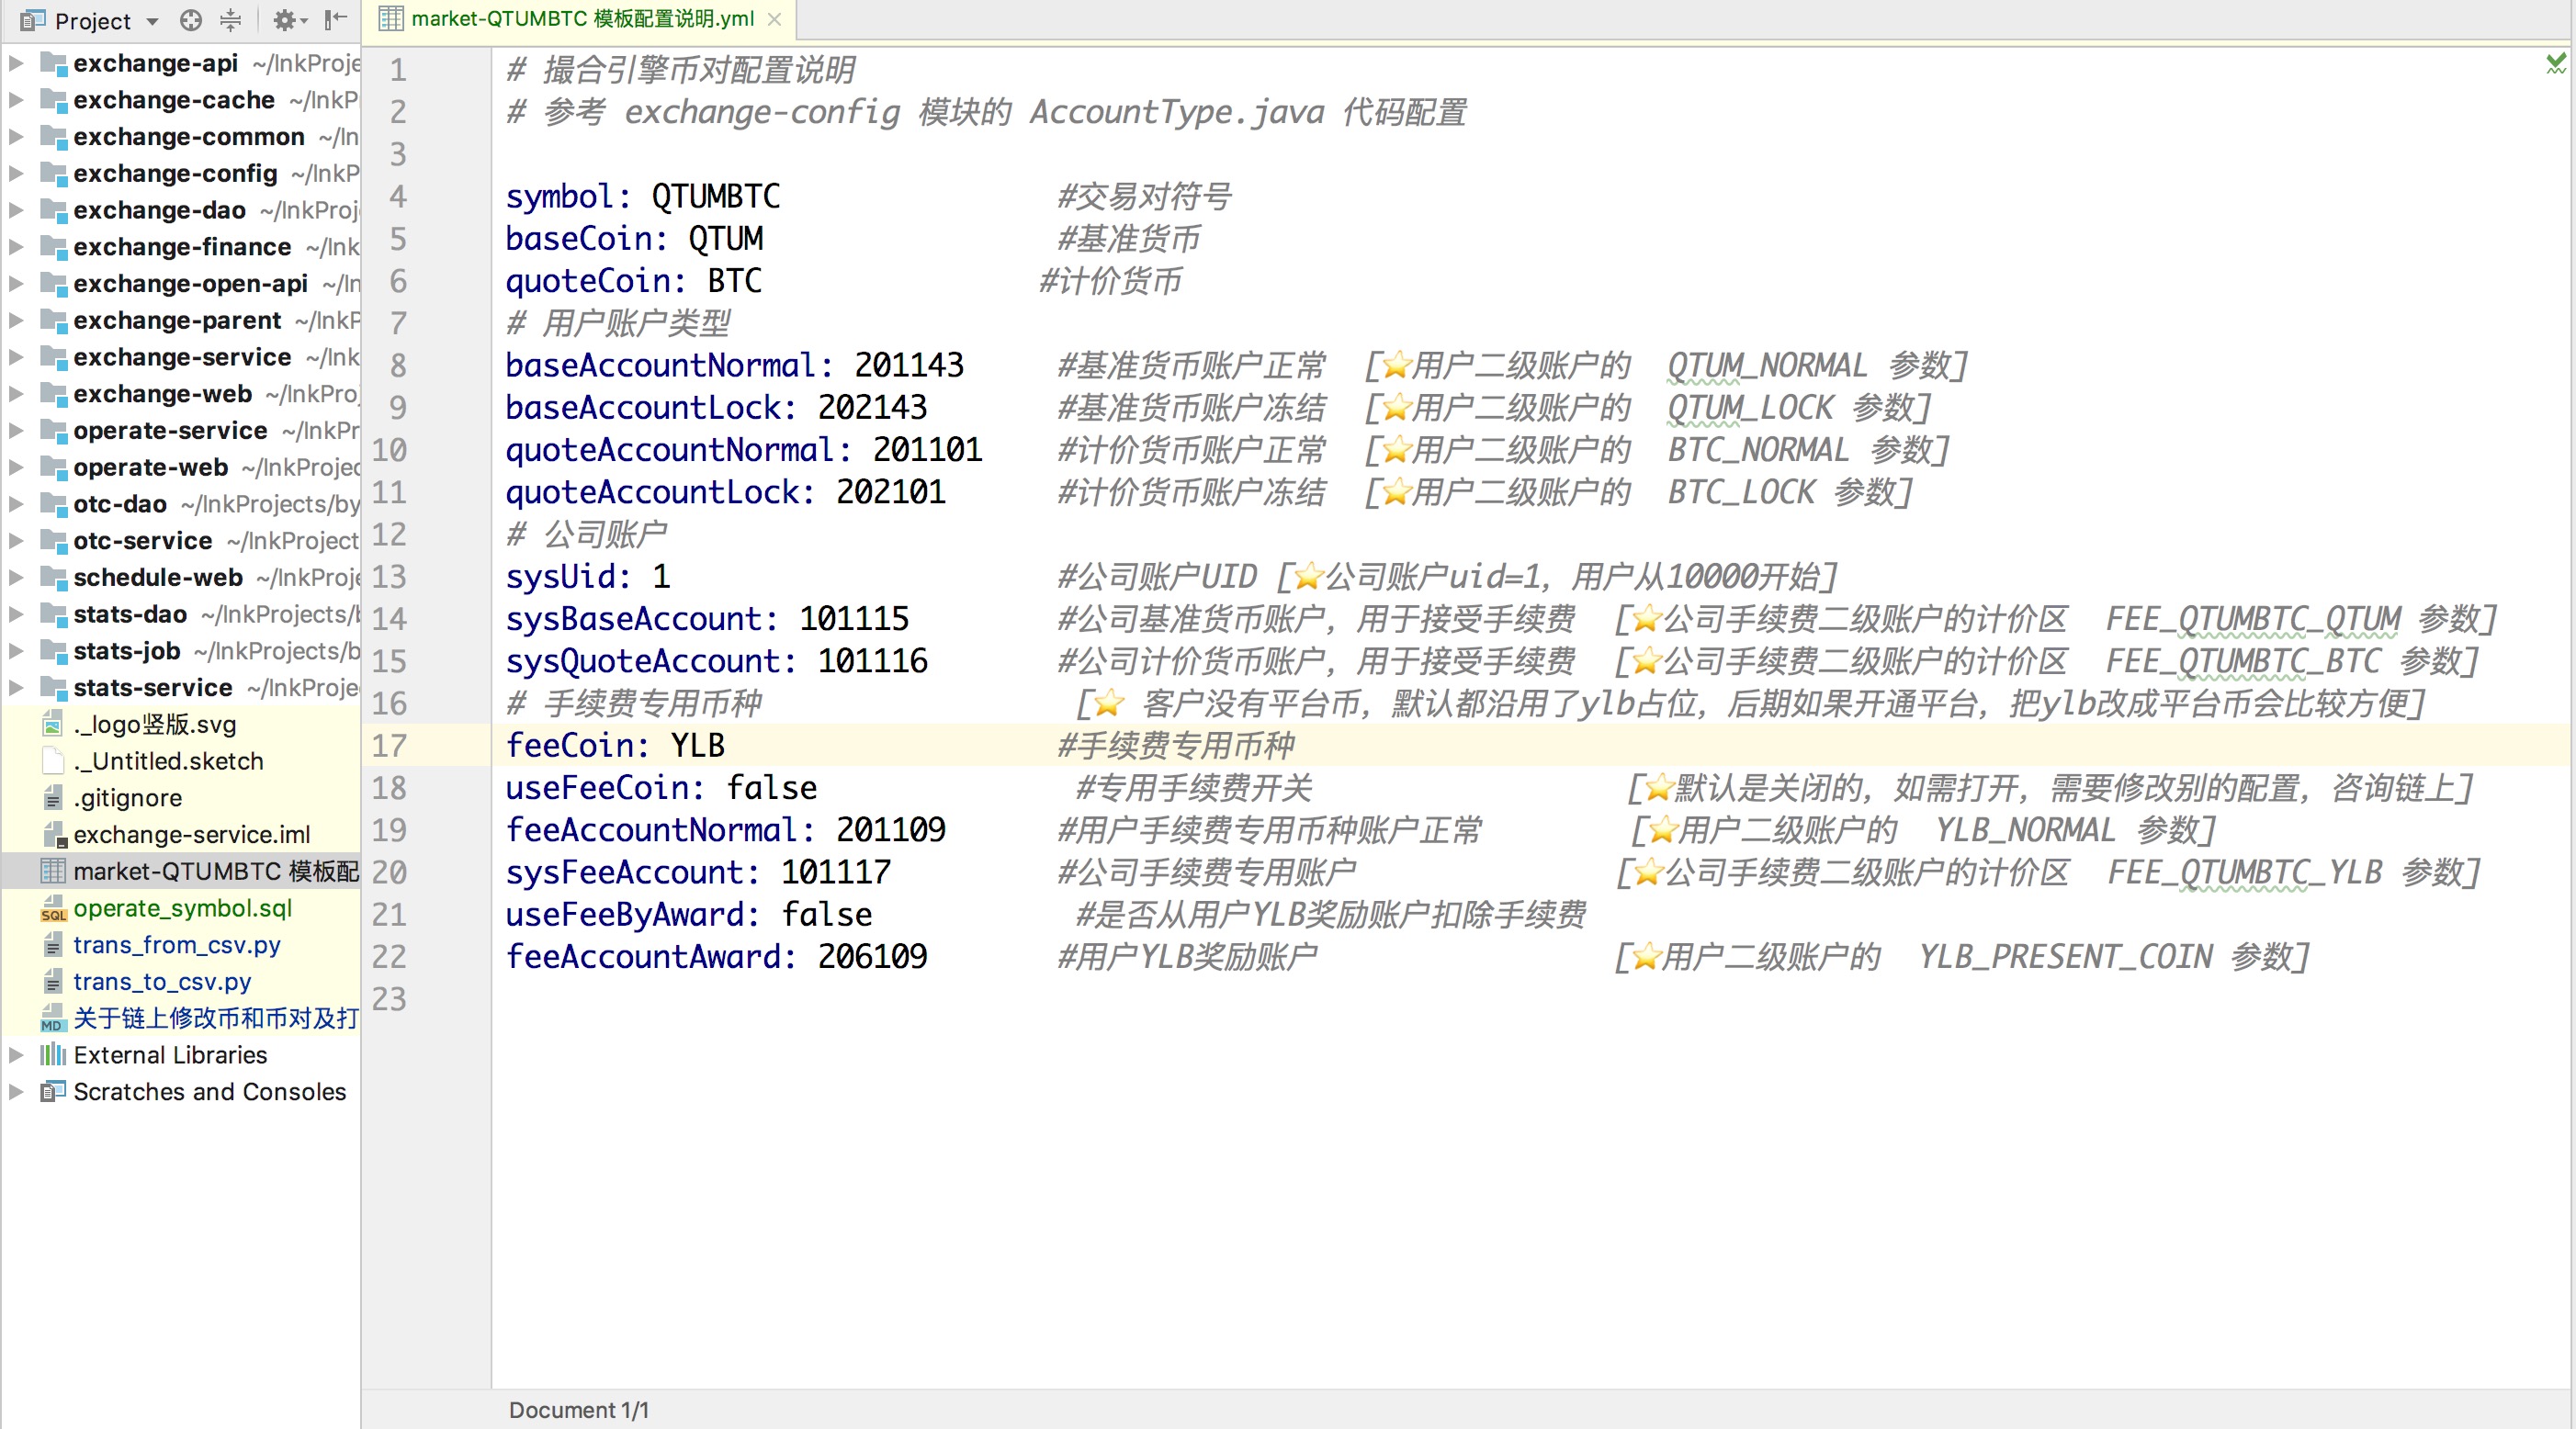 Project
exchange-api ~/InkProje
exchange-cache ~/InkP
exchange-common ~/In
exchange-config ~/InkP
exchange-dao ~/InkProj
exchange-finance ~/Ink
exchange-open-api ~/In
exchange-parent ~/InkP
exchange-service ~/Ink
exchange-web ~/InkProj
operate-service ~/InkPr
operate-web ~/InkProjec
otc-dao ~/InkProjects/by
otc-service ~/InkProject
schedule-web ~/InkProje
stats-dao ~/InkProjects/b
stats-job ~/InkProjects/b
stats-service ~/InkProje
._logo竖版.svg
._Untitled.sketch
.gitignore
exchange-service.iml
market-QTUMBTC 模板配
SQL operate_symbol.sql
trans_from_csv.py
trans_to_csv.py
MD 关于链上修改币和币对及打
External Libraries
Scratches and Consoles
market-QTUMBTC 模板配置说明.yml
1 # 撮合引擎币对配置说明
2 # 参考 exchange-config 模块的 AccountType.java 代码配置
3
4 symbol: QTUMBTC #交易对符号
5 baseCoin: QTUM #基准货币
6 quoteCoin: BTC #计价货币
7 # 用户账户类型
8 baseAccountNormal: 201143 #基准货币账户正常 [⭐用户二级账户的 QTUM_NORMAL 参数]
9 baseAccountLock: 202143 #基准货币账户冻结 [⭐用户二级账户的 QTUM_LOCK 参数]
10 quoteAccountNormal: 201101 #计价货币账户正常 [⭐用户二级账户的 BTC_NORMAL 参数]
11 quoteAccountLock: 202101 #计价货币账户冻结 [⭐用户二级账户的 BTC_LOCK 参数]
12 # 公司账户
13 sysUid: 1 #公司账户UID [⭐公司账户uid=1，用户从10000开始]
14 sysBaseAccount: 101115 #公司基准货币账户，用于接受手续费 [⭐公司手续费二级账户的计价区 FEE_QTUMBTC_QTUM 参数]
15 sysQuoteAccount: 101116 #公司计价货币账户，用于接受手续费 [⭐公司手续费二级账户的计价区 FEE_QTUMBTC_BTC 参数]
16 # 手续费专用币种 [⭐ 客户没有平台币，默认都沿用了ylb占位，后期如果开通平台，把ylb改成平台币会比较方便]
17 feeCoin: YLB #手续费专用币种
18 useFeeCoin: false #专用手续费开关 [⭐默认是关闭的，如需打开，需要修改别的配置，咨询链上]
19 feeAccountNormal: 201109 #用户手续费专用币种账户正常 [⭐用户二级账户的 YLB_NORMAL 参数]
20 sysFeeAccount: 101117 #公司手续费专用账户 [⭐公司手续费二级账户的计价区 FEE_QTUMBTC_YLB 参数]
21 useFeeByAward: false #是否从用户YLB奖励账户扣除手续费
22 feeAccountAward: 206109 #用户YLB奖励账户 [⭐用户二级账户的 YLB_PRESENT_COIN 参数]
23
Document 1/1